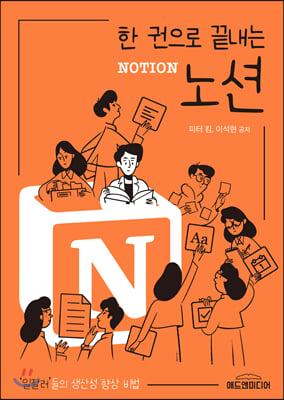 한 권으로 끝내는
NOTION 노션
피터 킴, 이석현 공저
Aa
N
'일잘러'들의 생산성 향상 비법
애드앤미디어